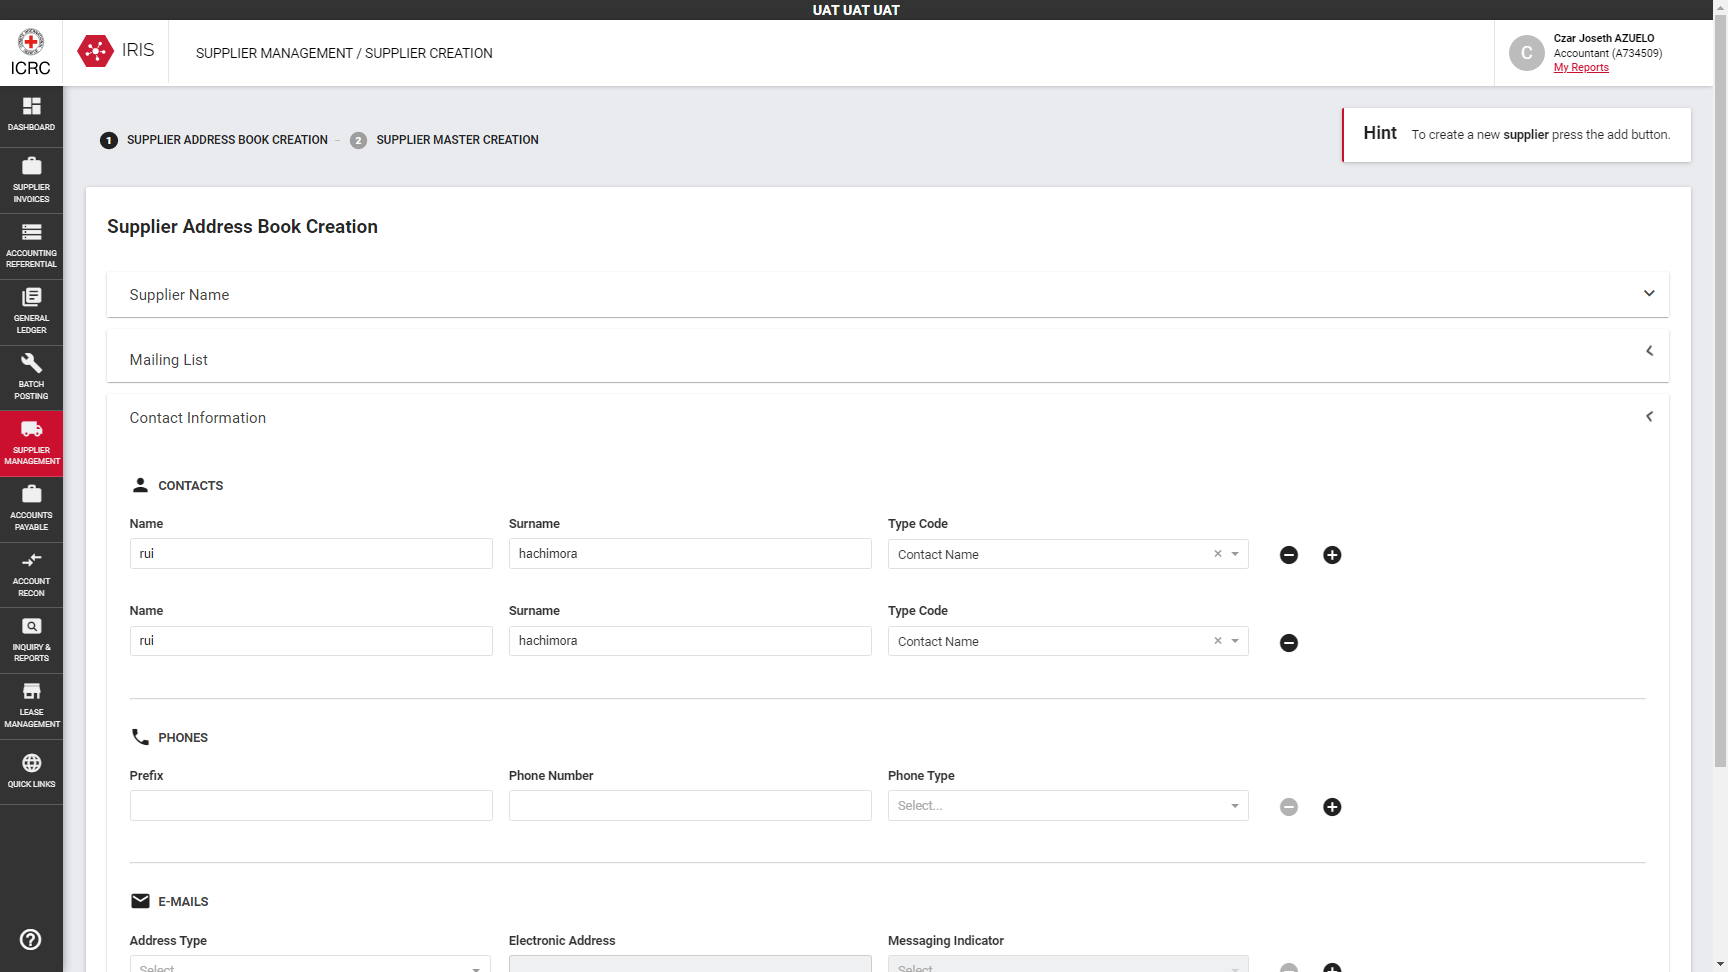 UAT UAT UAT
ICRC
IRIS
SUPPLIER MANAGEMENT / SUPPLIER CREATION
C
Czar Joseth AZUELO
Accountant (A734509)
My Reports
DASHBOARD
SUPPLIER
INVOICES
ACCOUNTING
REFERENTIAL
GENERAL
LEDGER
BATCH
POSTING
SUPPLIER
MANAGEMENT
ACCOUNTS
PAYABLE
ACCOUNT
RECON
INQUIRY &
REPORTS
LEASE
MANAGEMENT
QUICK LINKS
1 SUPPLIER ADDRESS BOOK CREATION – 2 SUPPLIER MASTER CREATION
Hint To create a new supplier press the add button.
Supplier Address Book Creation
Supplier Name
Mailing List
Contact Information
CONTACTS
Name Surname Type Code
rui hachimora Contact Name × 
Name Surname Type Code
rui hachimora Contact Name ×
PHONES
Prefix Phone Number Phone Type
Select...
E-MAILS
Address Type Electronic Address Messaging Indicator
Select Select